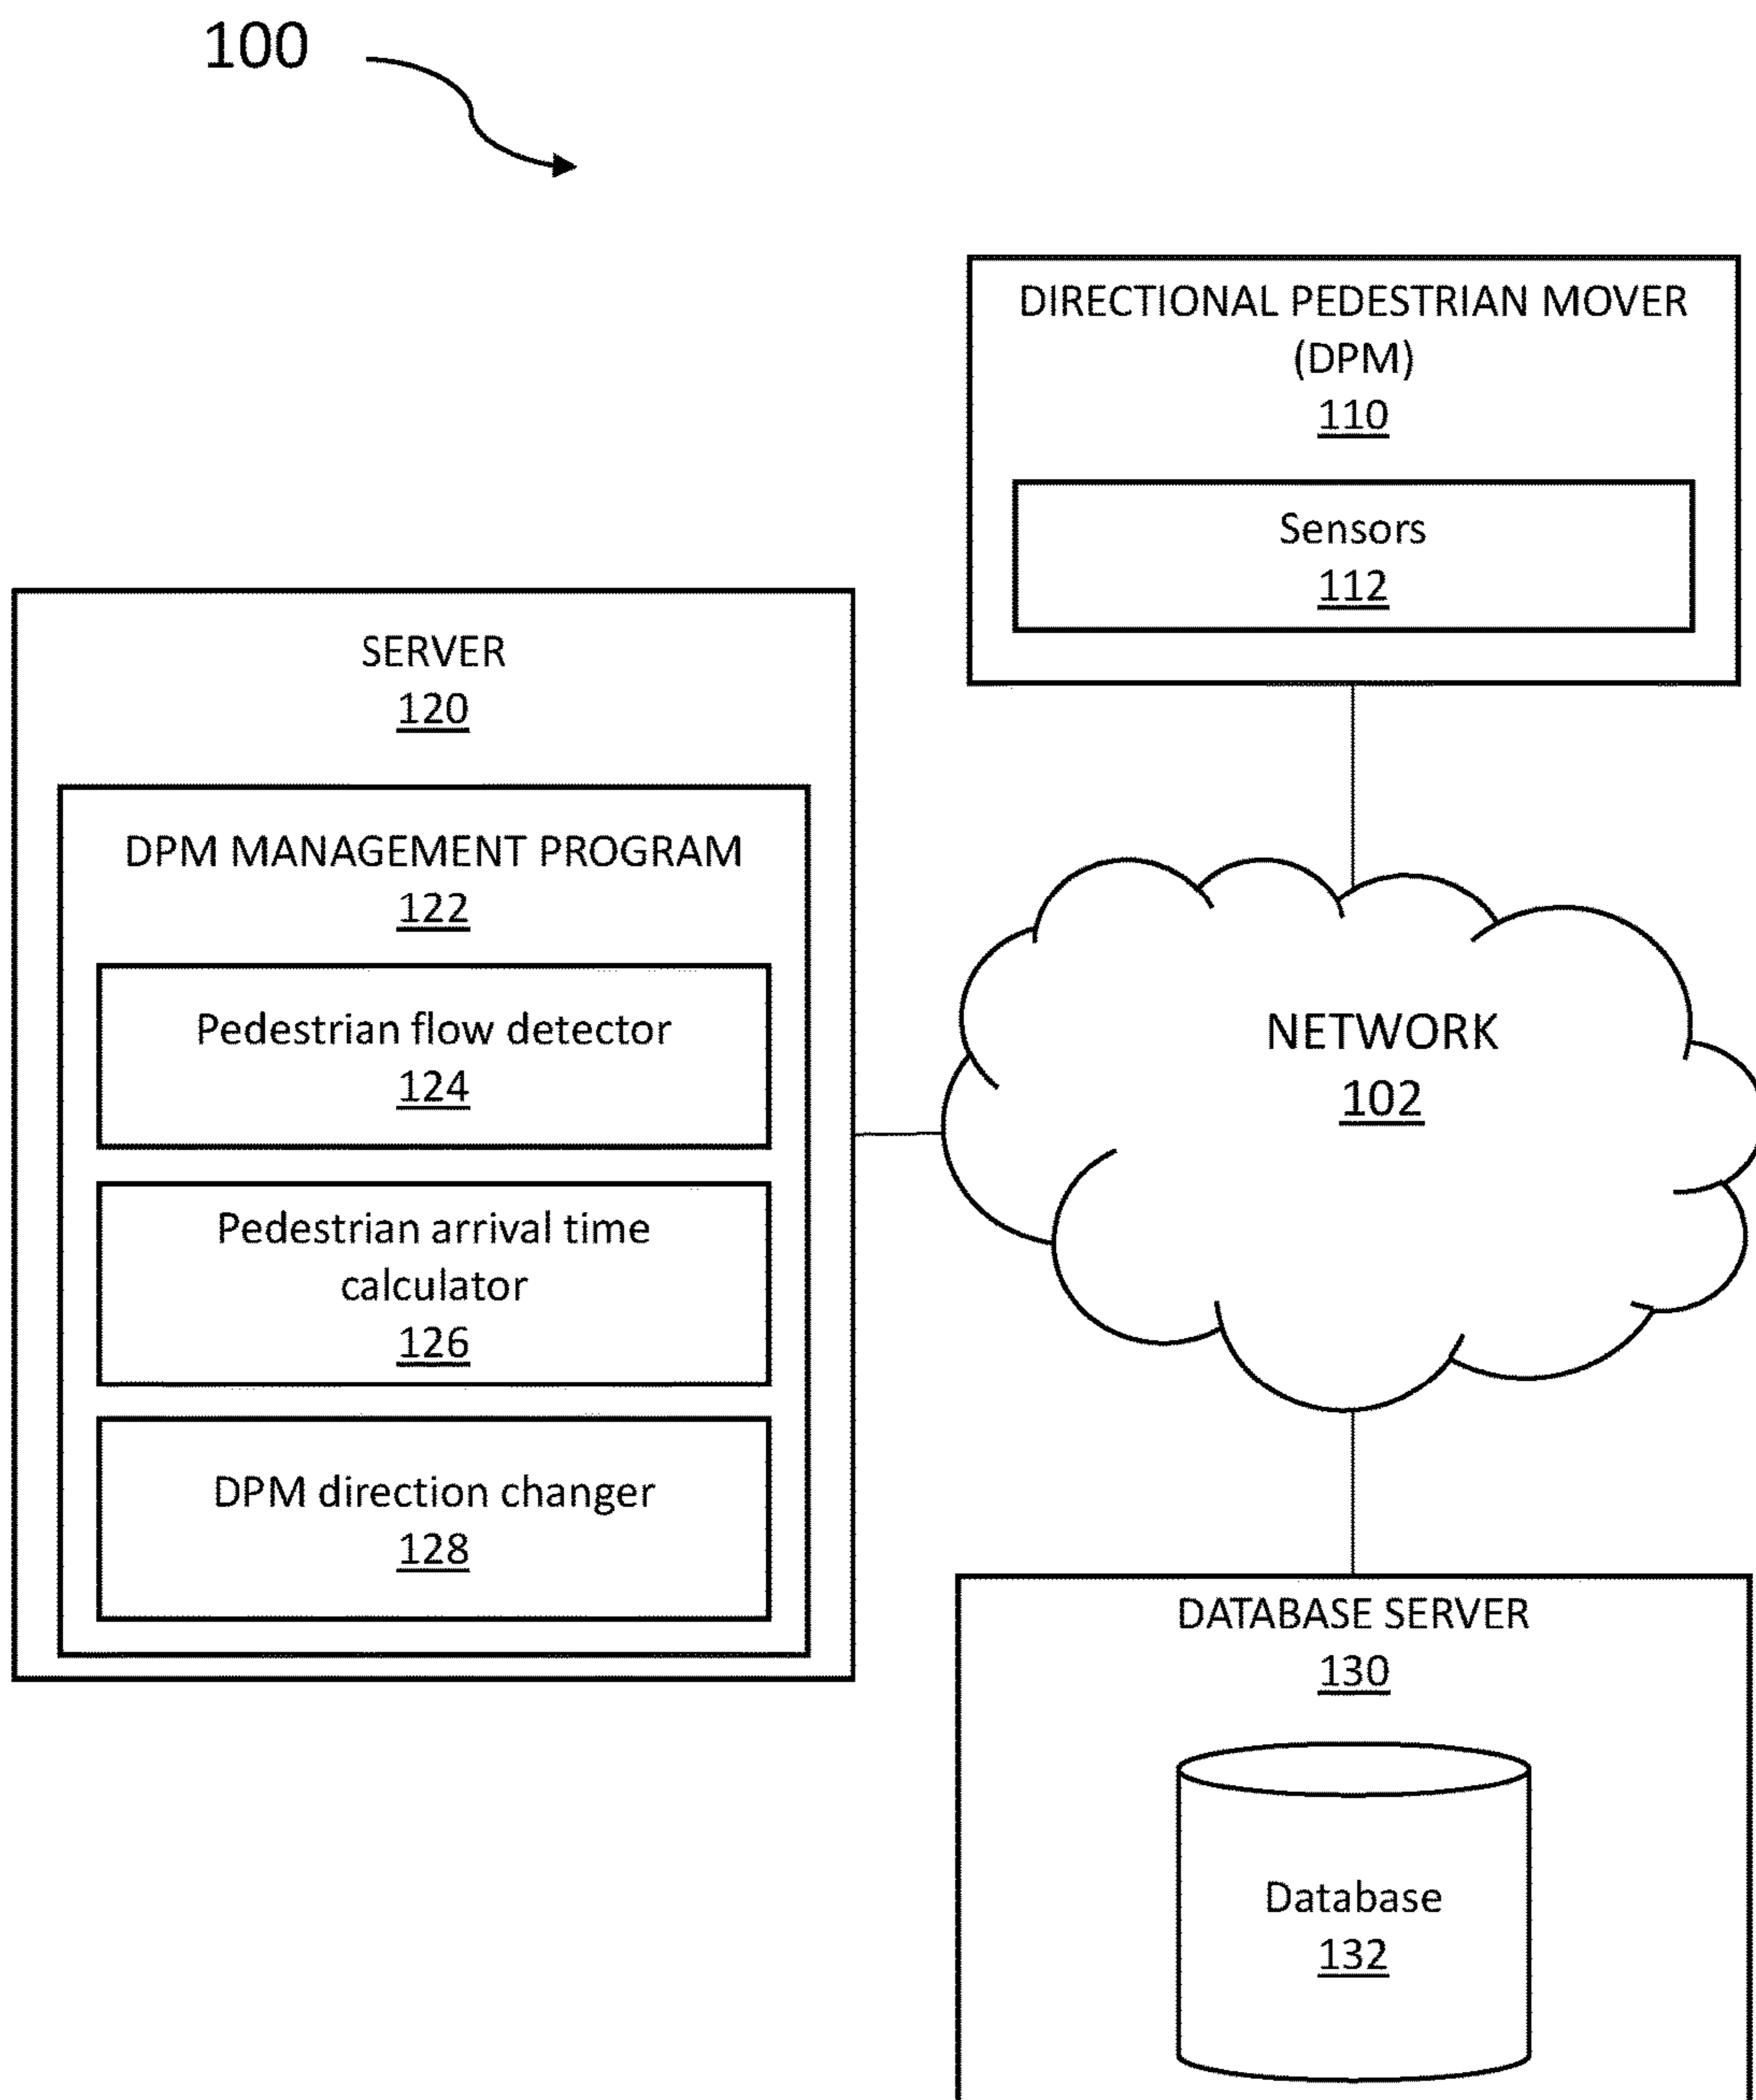 100
DIRECTIONAL PEDESTRIAN MOVER
(DPM)
110
Sensors
112
SERVER
120
DPM MANAGEMENT PROGRAM
122
Pedestrian flow detector
124
Pedestrian arrival time
calculator
126
DPM direction changer
128
NETWORK
102
DATABASE SERVER
130
Database
132